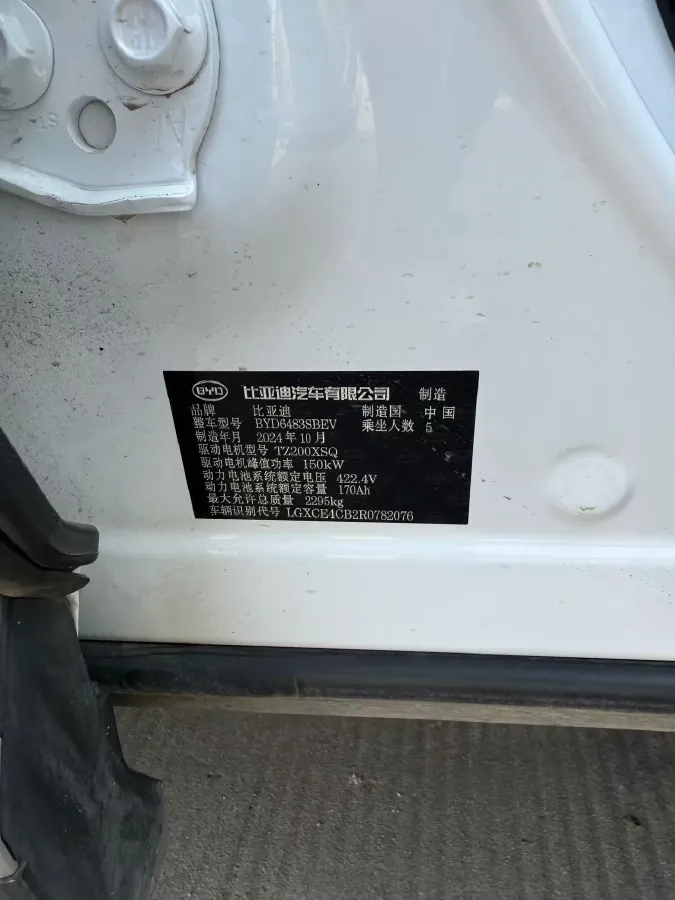 BYD 比亚迪汽车有限公司 制造
品牌 比亚迪 制造国 中国
整车型号 BYD6483SBEV 乘坐人数 5
制造年月 2024年10月
驱动电机型号 TZ200XSQ
驱动电机峰值功率 150kW
动力电池系统额定电压 422.4V
动力电池系统额定容量 170Ah
最大允许总质量 2295kg
车辆识别代号 LGXCE4CB2R0782076